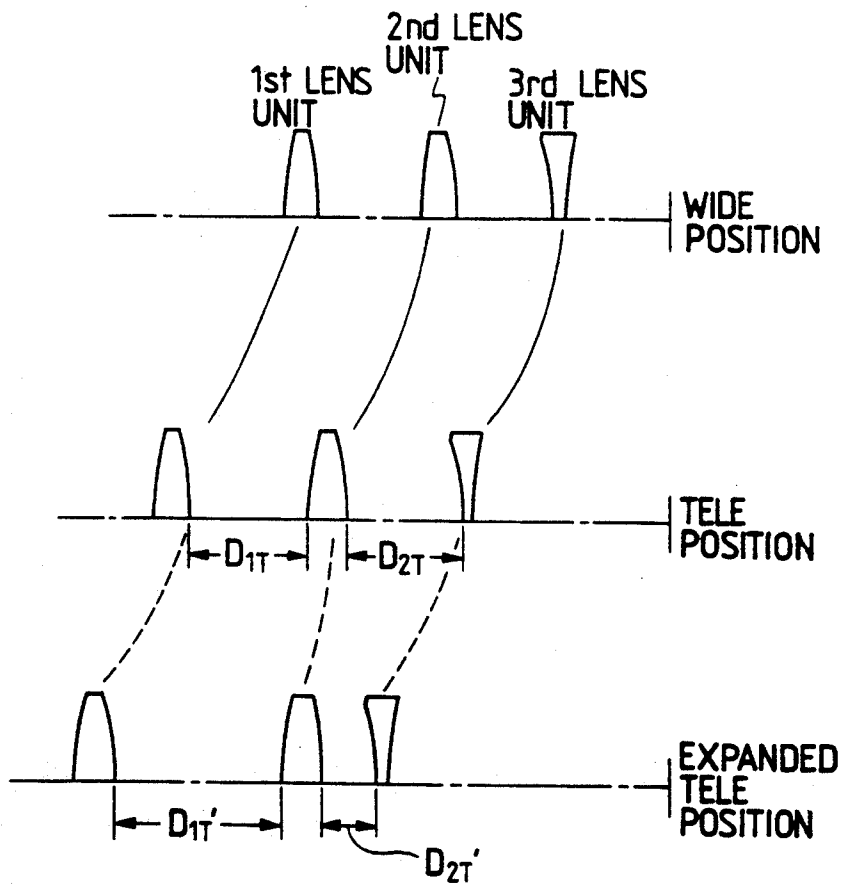 2nd LENS
UNIT
1st LENS
UNIT
3rd LENS
UNIT
WIDE
POSITION
D1T
D2T
TELE
POSITION
D1T'
D2T'
EXPANDED
TELE
POSITION